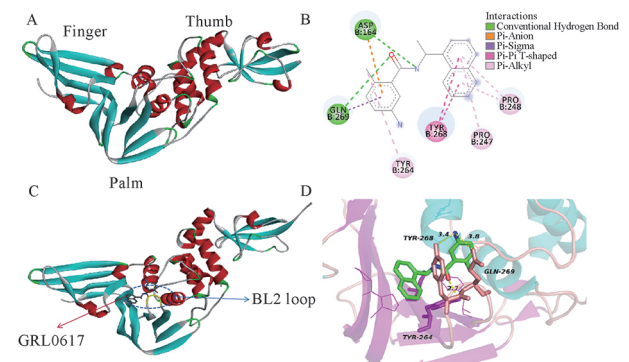 A
Finger
Thumb
Palm
B
ASP
B:164
GLN
B:269
TYR
B:264
TYR
B:268
PRO
B:247
PRO
B:248
Interactions
Conventional Hydrogen Bond
Pi-Anion
Pi-Sigma
Pi-Pi T-shaped
Pi-Alkyl
C
GRL0617
BL2 loop
D
TYR-268
3.4
3.8
GLN-269
TYR-264